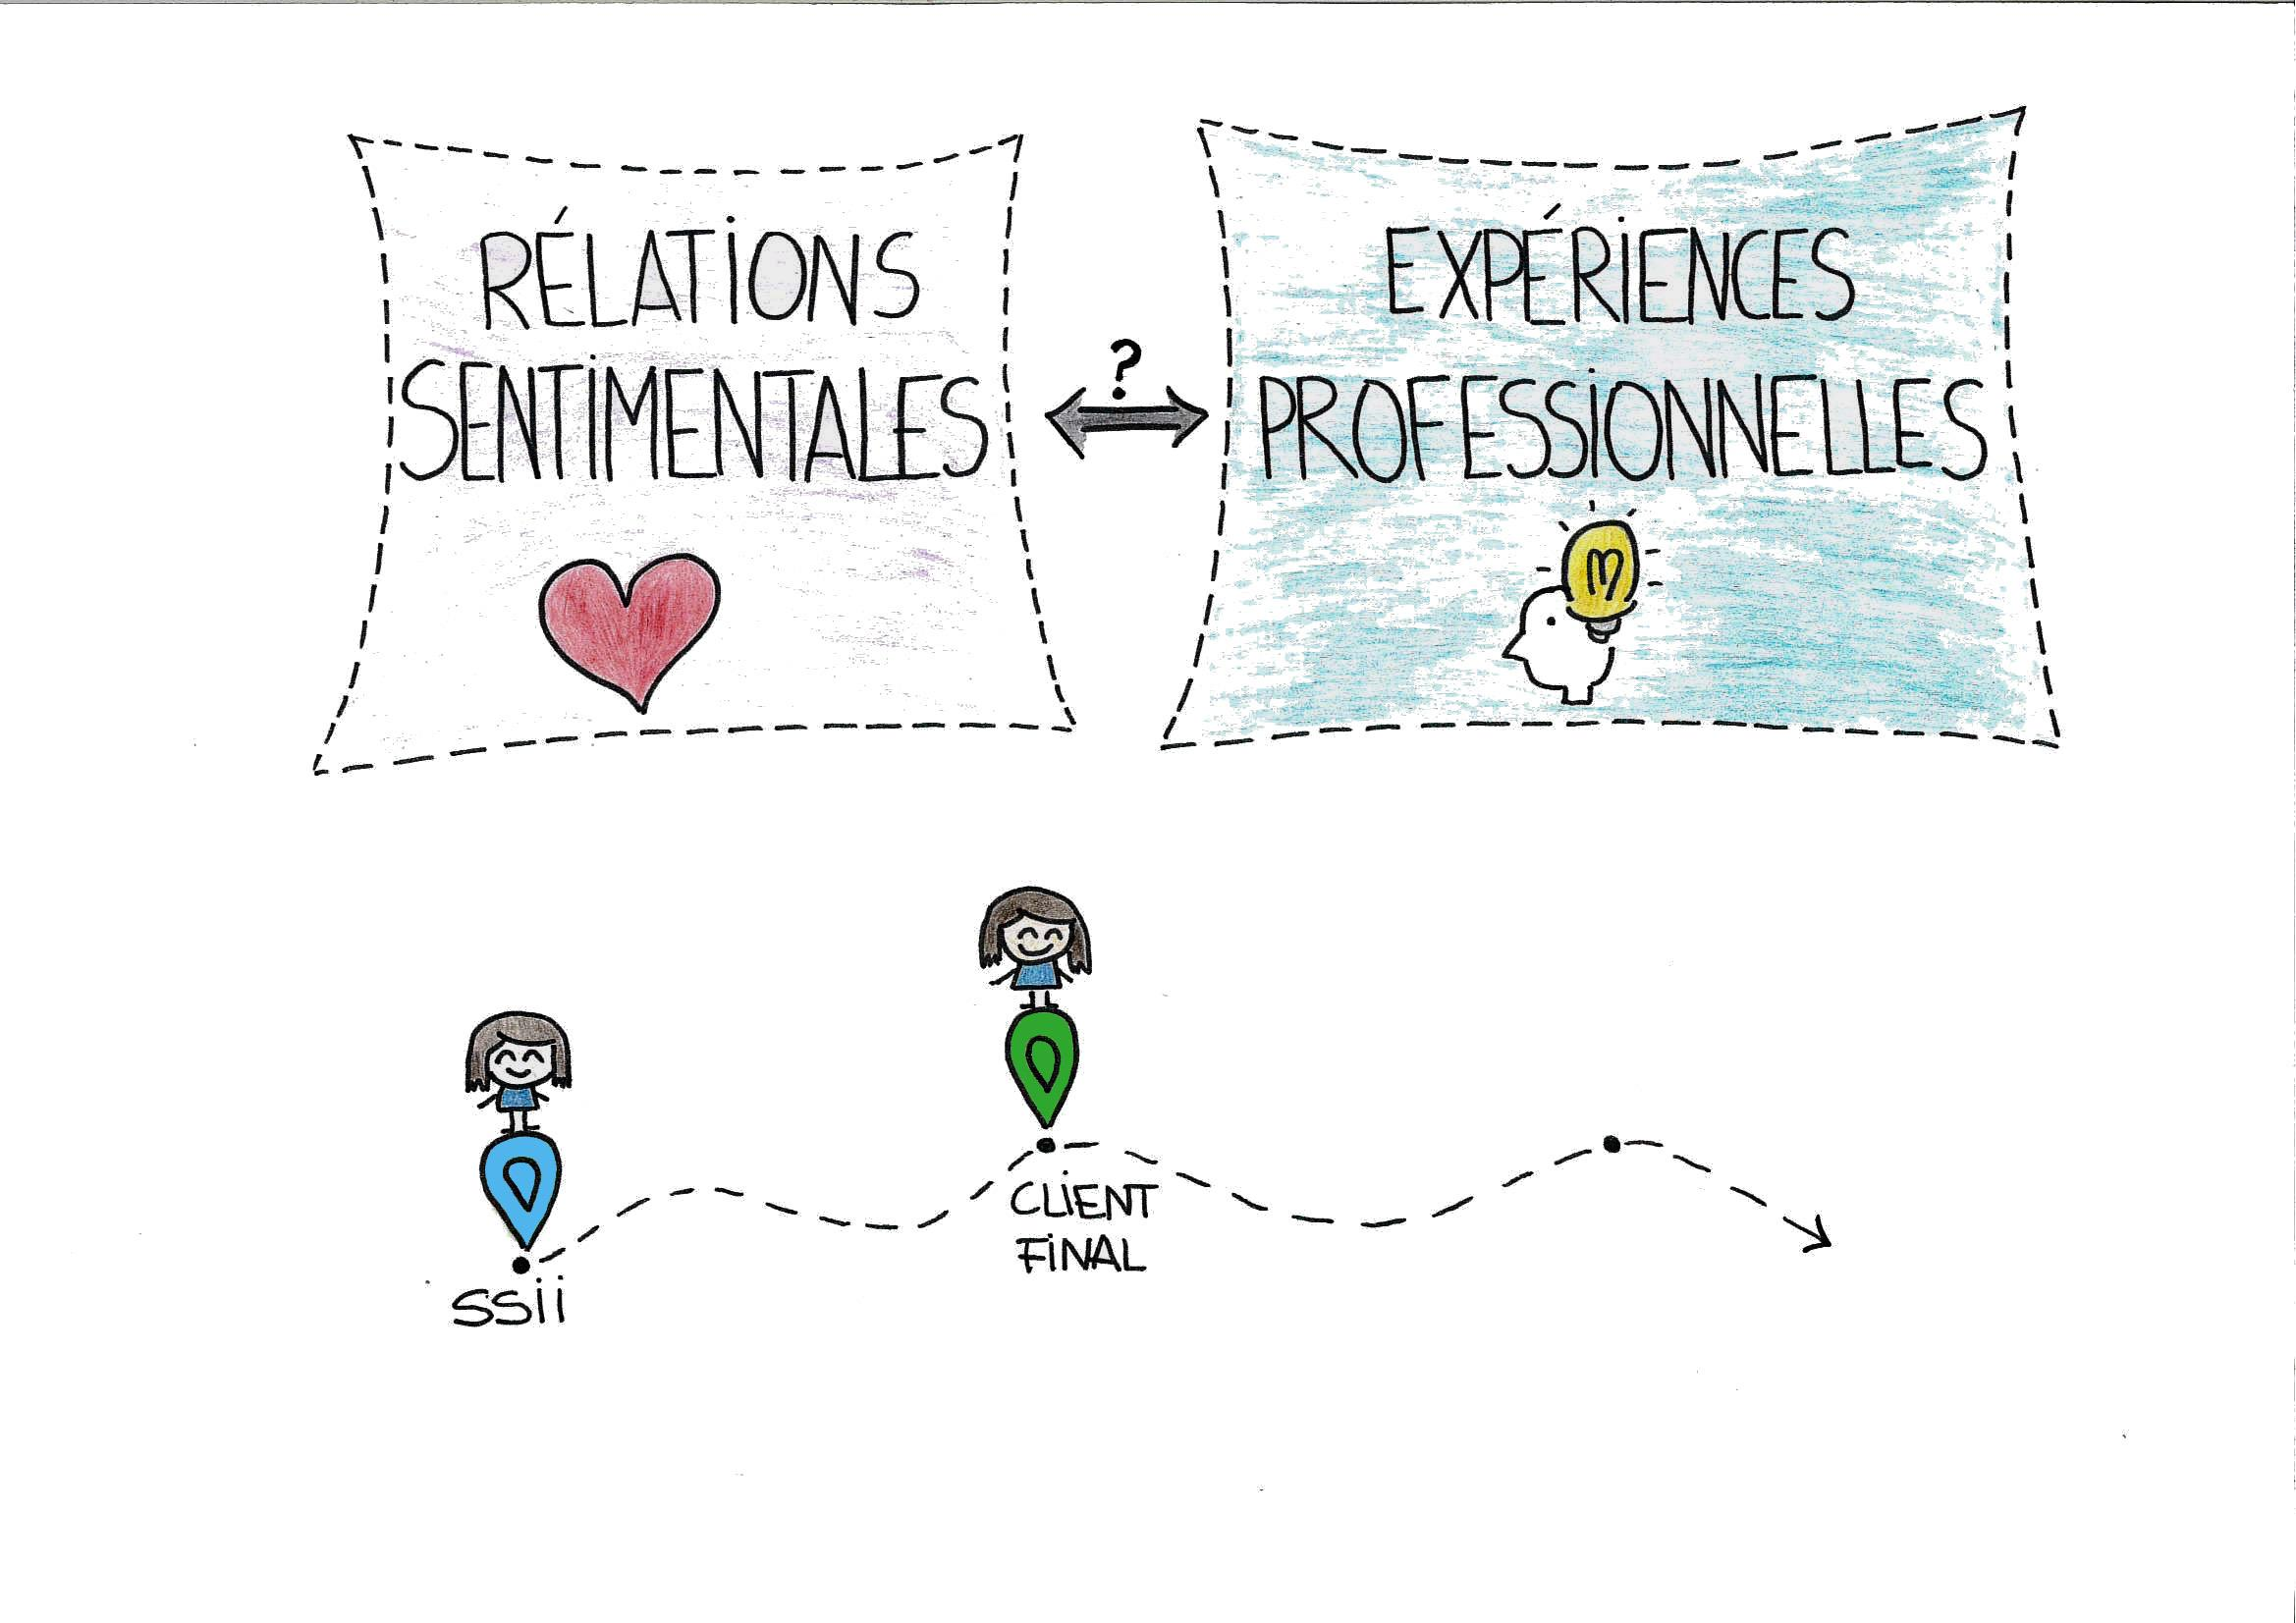 RÉLATIONS
SENTIMENTALES
?
EXPÉRIENCES
PROFESSIONNELLES
CLIENT
FINAL
SSii